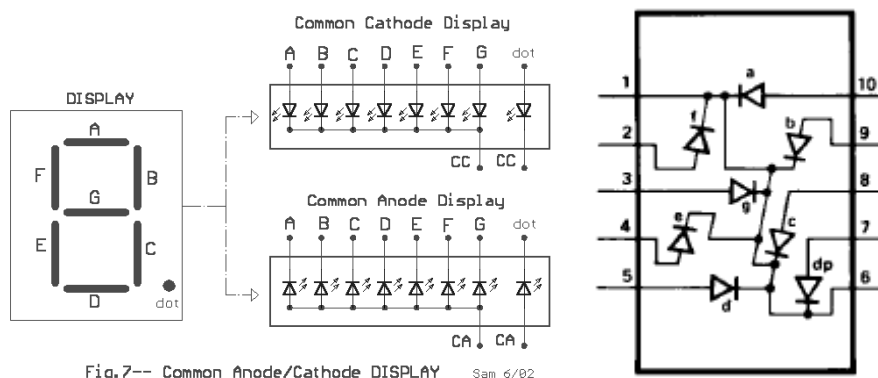 Common Cathode Display
A B C D E F G dot
CC CC
DISPLAY
A
F B
G
E C
D
dot
Common Anode Display
A B C D E F G dot
CA CA
Fig.7-- Common Anode/Cathode DISPLAY Sam 6/02
a
1 10
f b
2 9
3 8
g
e c
4 7
dp
5 6
d